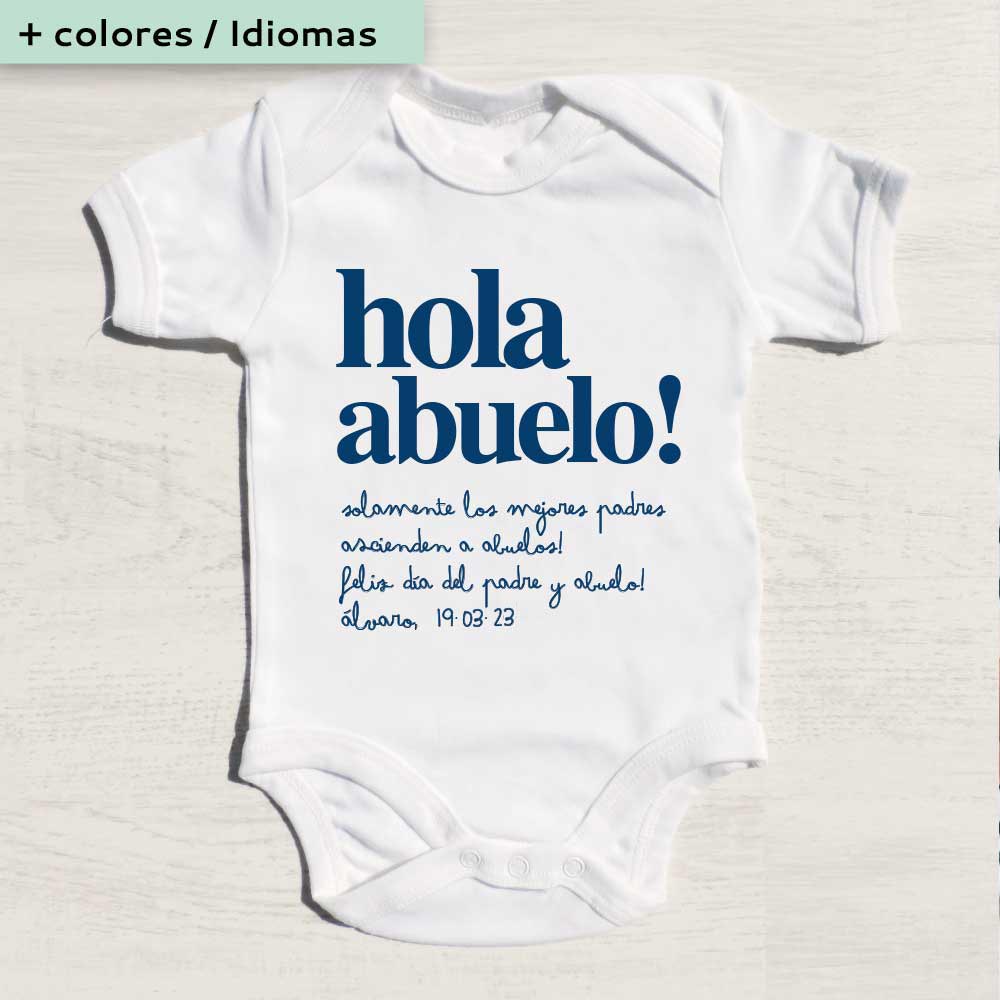 + colores / Idiomas
hola
abuelo!
solamente los mejores padres
ascienden a abuelos!
feliz día del padre y abuelo!
álvaro, 19·03·23